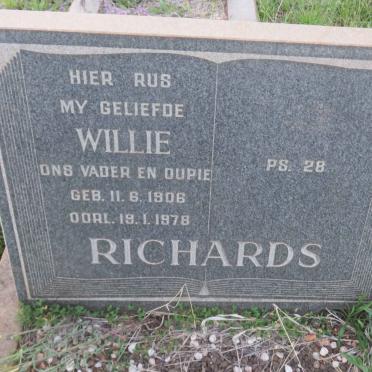 HIER RUS
MY GELIEFDE
WILLIE
ONS VADER EN OUPIE
GEB. 11. 6. 1906
OORL. 19. 1. 1978
PS. 28
RICHARDS